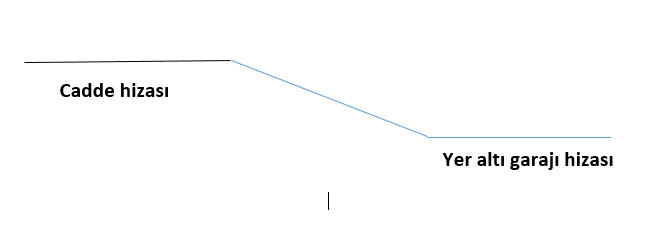 Cadde hizası
Yer altı garajı hizası